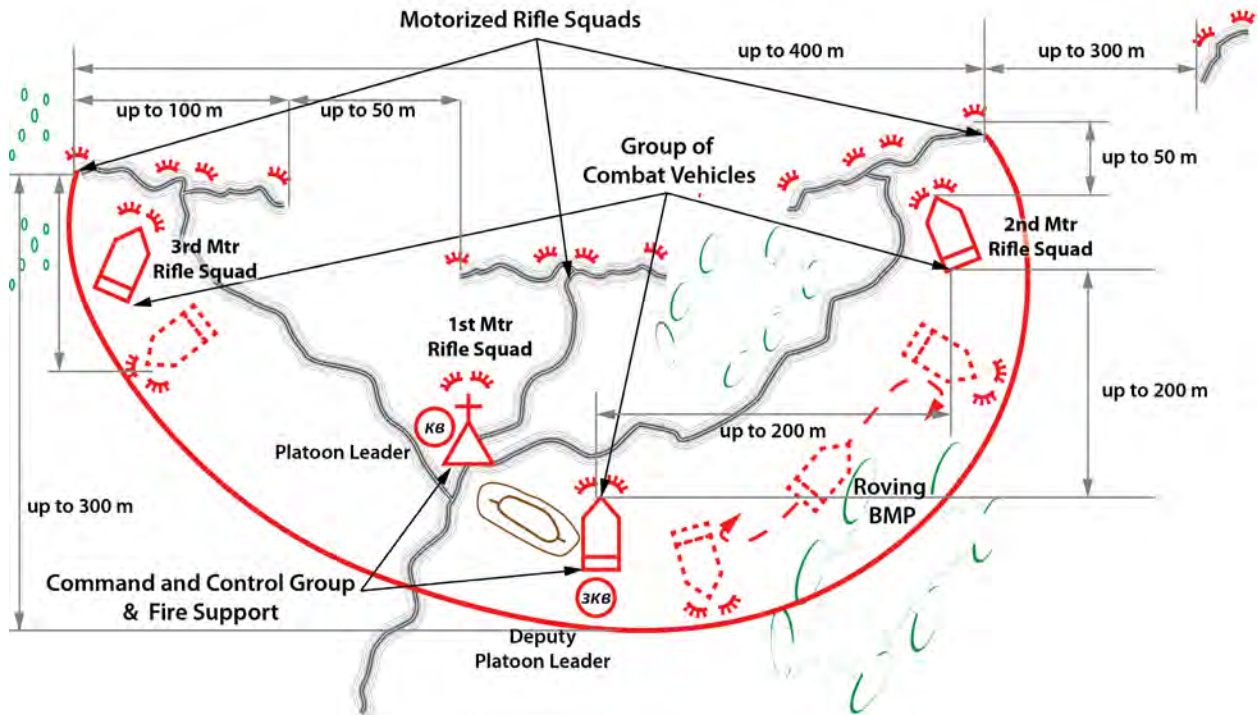 Motorized Rifle Squads
up to 400 m
up to 300 m
up to 100 m
up to 50 m
Group of
Combat Vehicles
up to 50 m
3rd Mtr
Rifle Squad
2nd Mtr
Rifle Squad
1st Mtr
Rifle Squad
КВ
Platoon Leader
up to 200 m
up to 200 m
up to 300 m
Roving
BMP
Command and Control Group
& Fire Support
ЗКВ
Deputy
Platoon Leader